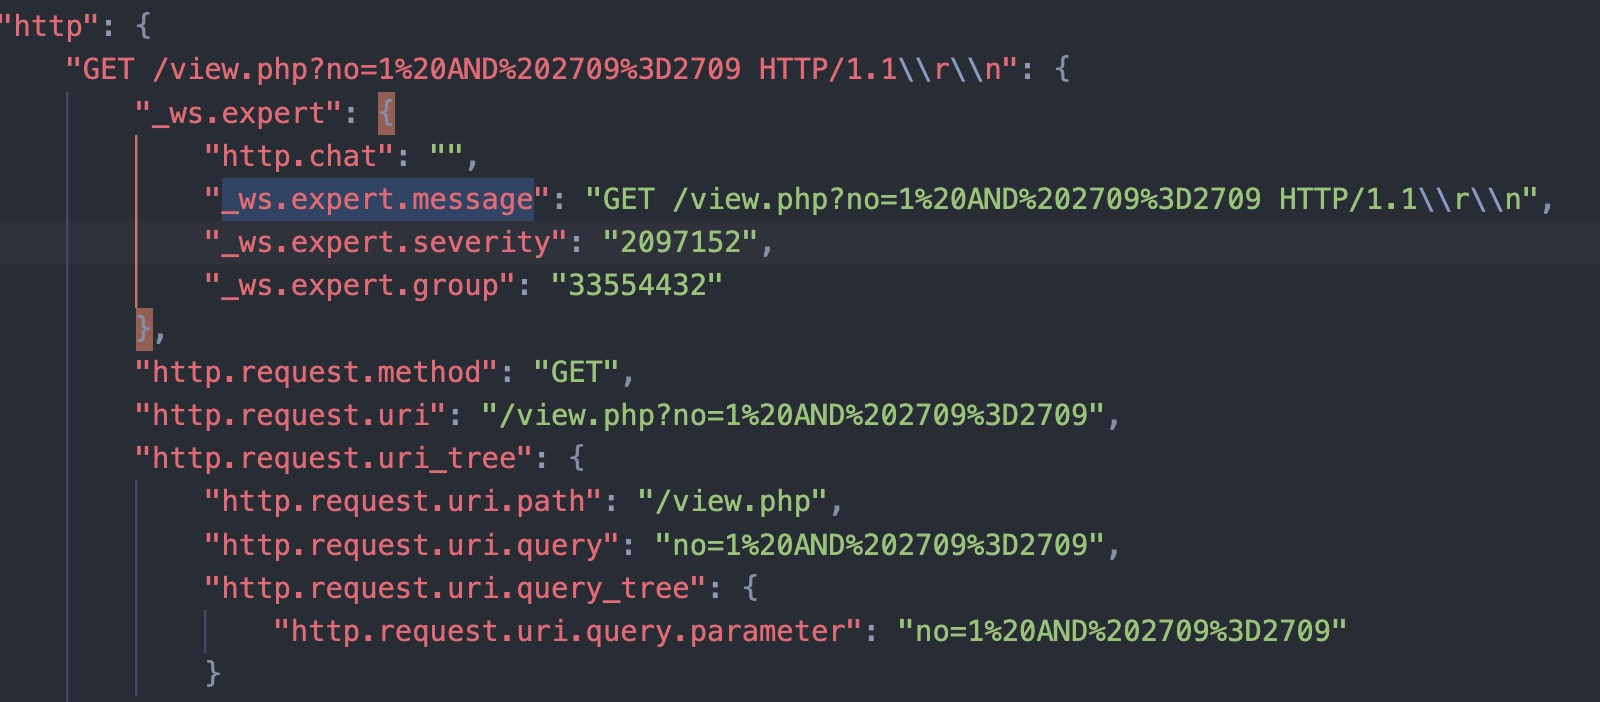 "http": {
"GET /view.php?no=1%20AND%202709%3D2709 HTTP/1.1\\r\\n": {
"_ws.expert": {
"http.chat": "",
"_ws.expert.message": "GET /view.php?no=1%20AND%202709%3D2709 HTTP/1.1\\r\\n",
"_ws.expert.severity": "2097152",
"_ws.expert.group": "33554432"
},
"http.request.method": "GET",
"http.request.uri": "/view.php?no=1%20AND%202709%3D2709",
"http.request.uri_tree": {
"http.request.uri.path": "/view.php",
"http.request.uri.query": "no=1%20AND%202709%3D2709",
"http.request.uri.query_tree": {
"http.request.uri.query.parameter": "no=1%20AND%202709%3D2709"
}